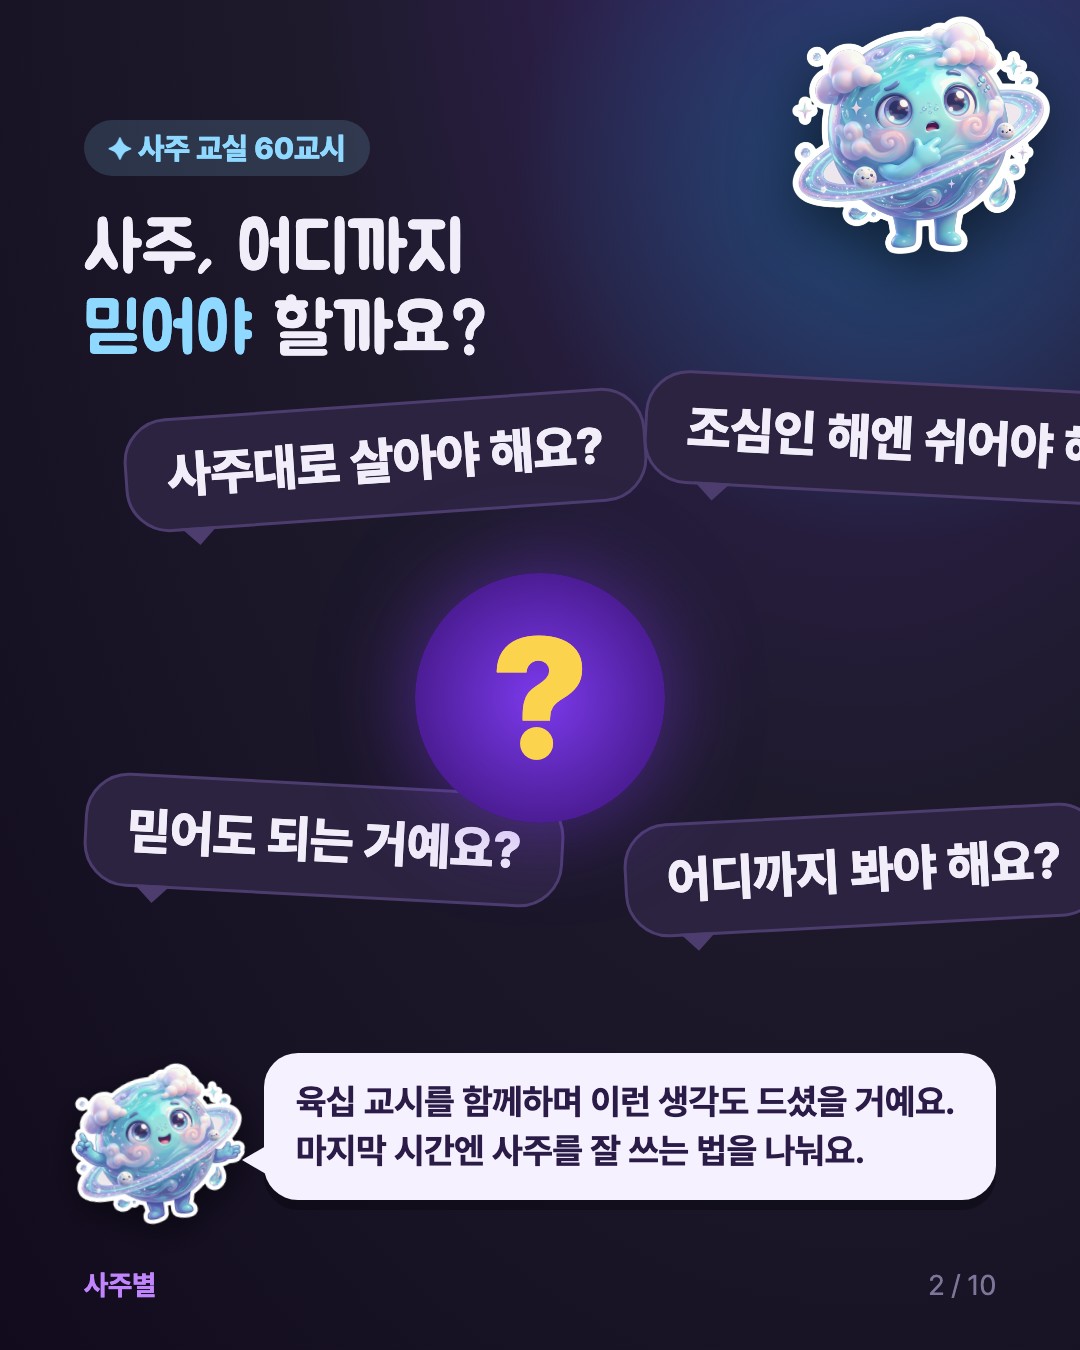 ✦ 사주 교실 60교시
사주, 어디까지
믿어야 할까요?
사주대로 살아야 해요?
조심인 해엔 쉬어야
?
믿어도 되는 거예요?
어디까지 봐야 해요?
육십 교시를 함께하며 이런 생각도 드셨을 거예요.
마지막 시간엔 사주를 잘 쓰는 법을 나눠요.
사주별
2 / 10